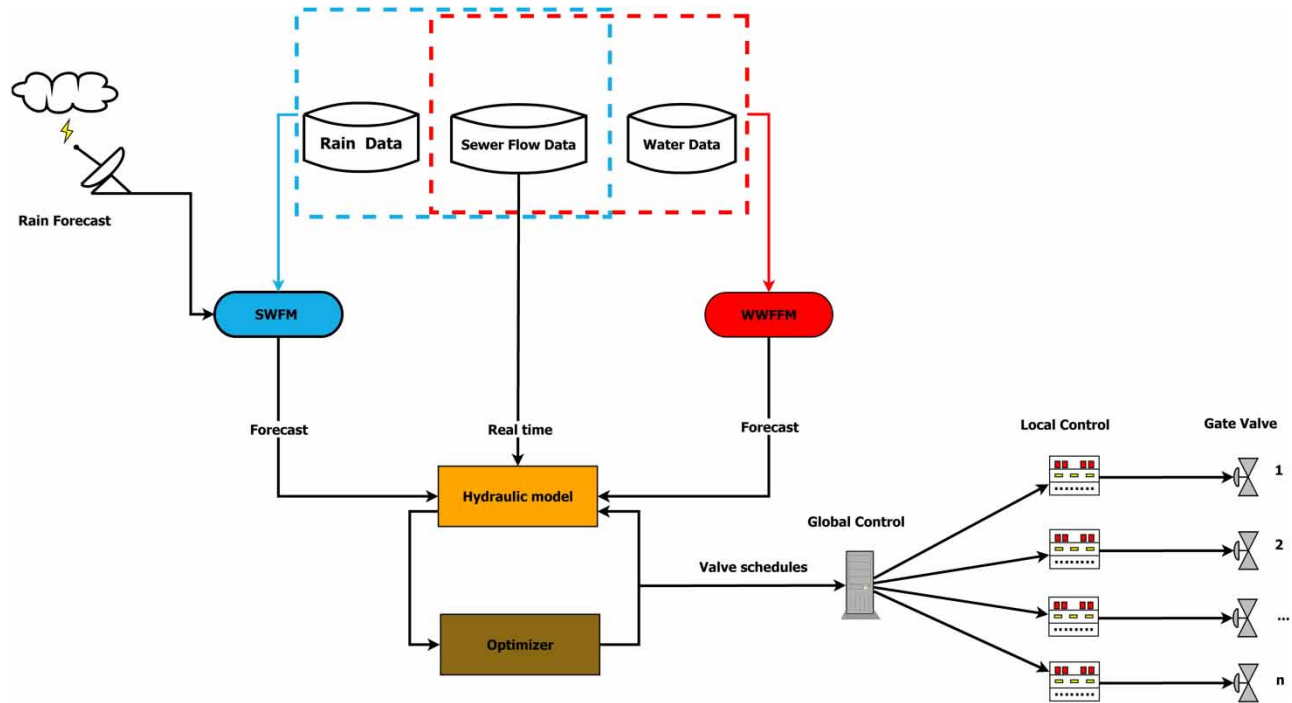 Rain Data
Sewer Flow Data
Water Data
Rain Forecast
SWFM
WWFFM
Forecast
Real time
Forecast
Local Control
Gate Valve
1
Hydraulic model
Global Control
2
Valve schedules
...
Optimizer
n